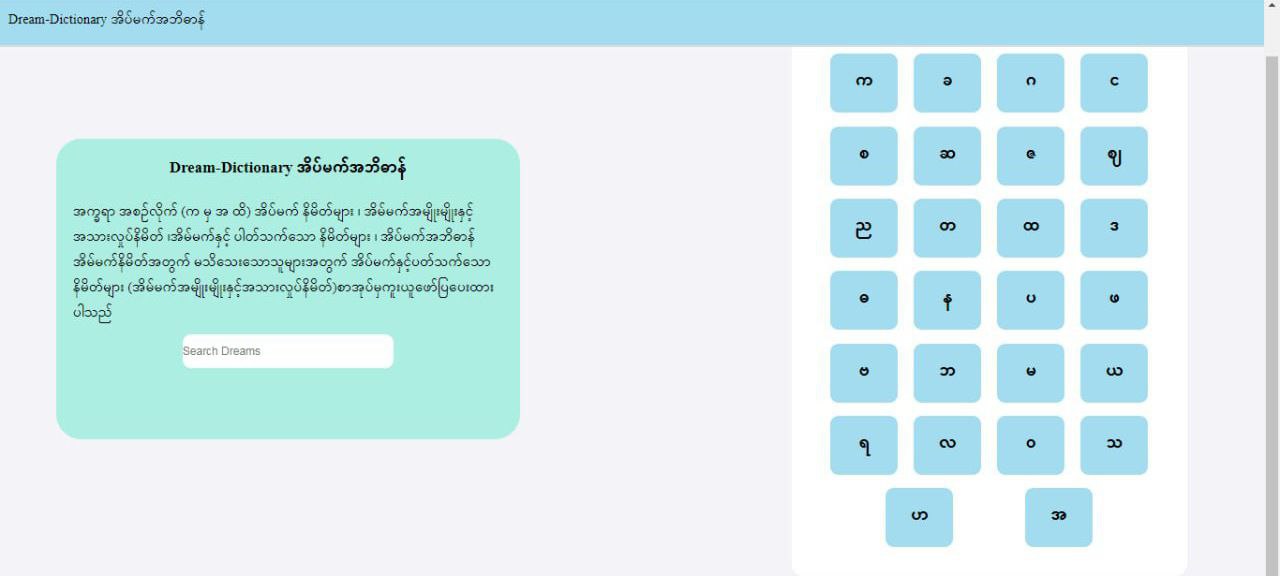 Dream-Dictionary အိပ်မက်အဘိဓာန်
Dream-Dictionary အိပ်မက်အဘိဓာန်
အက္ခရာ အစဉ်လိုက် (က မှ အ ထိ) အိပ်မက် နိမိတ်များ ၊ အိမ်မက်အမျိုးမျိုးနှင့်
အသားလှုပ်နိမိတ် ၊အိမ်မက်နှင့် ပါတ်သက်သော နိမိတ်များ ၊ အိပ်မက်အဘိဓာန်
အိမ်မက်နိမိတ်အတွက် မသိသေးသောသူများအတွက် အိပ်မက်နှင့်ပတ်သက်သော
နိမိတ်များ (အိမ်မက်အမျိုးမျိုးနှင့်အသားလှုပ်နိမိတ်)စာအုပ်မှကူးယူဖော်ပြပေးထား
ပါသည်
Search Dreams
က ခ ဂ င
စ ဆ ဇ ဈ
ည တ ထ ဒ
ဓ န ပ ဖ
ဗ ဘ မ ယ
ရ လ ဝ သ
ဟ အ